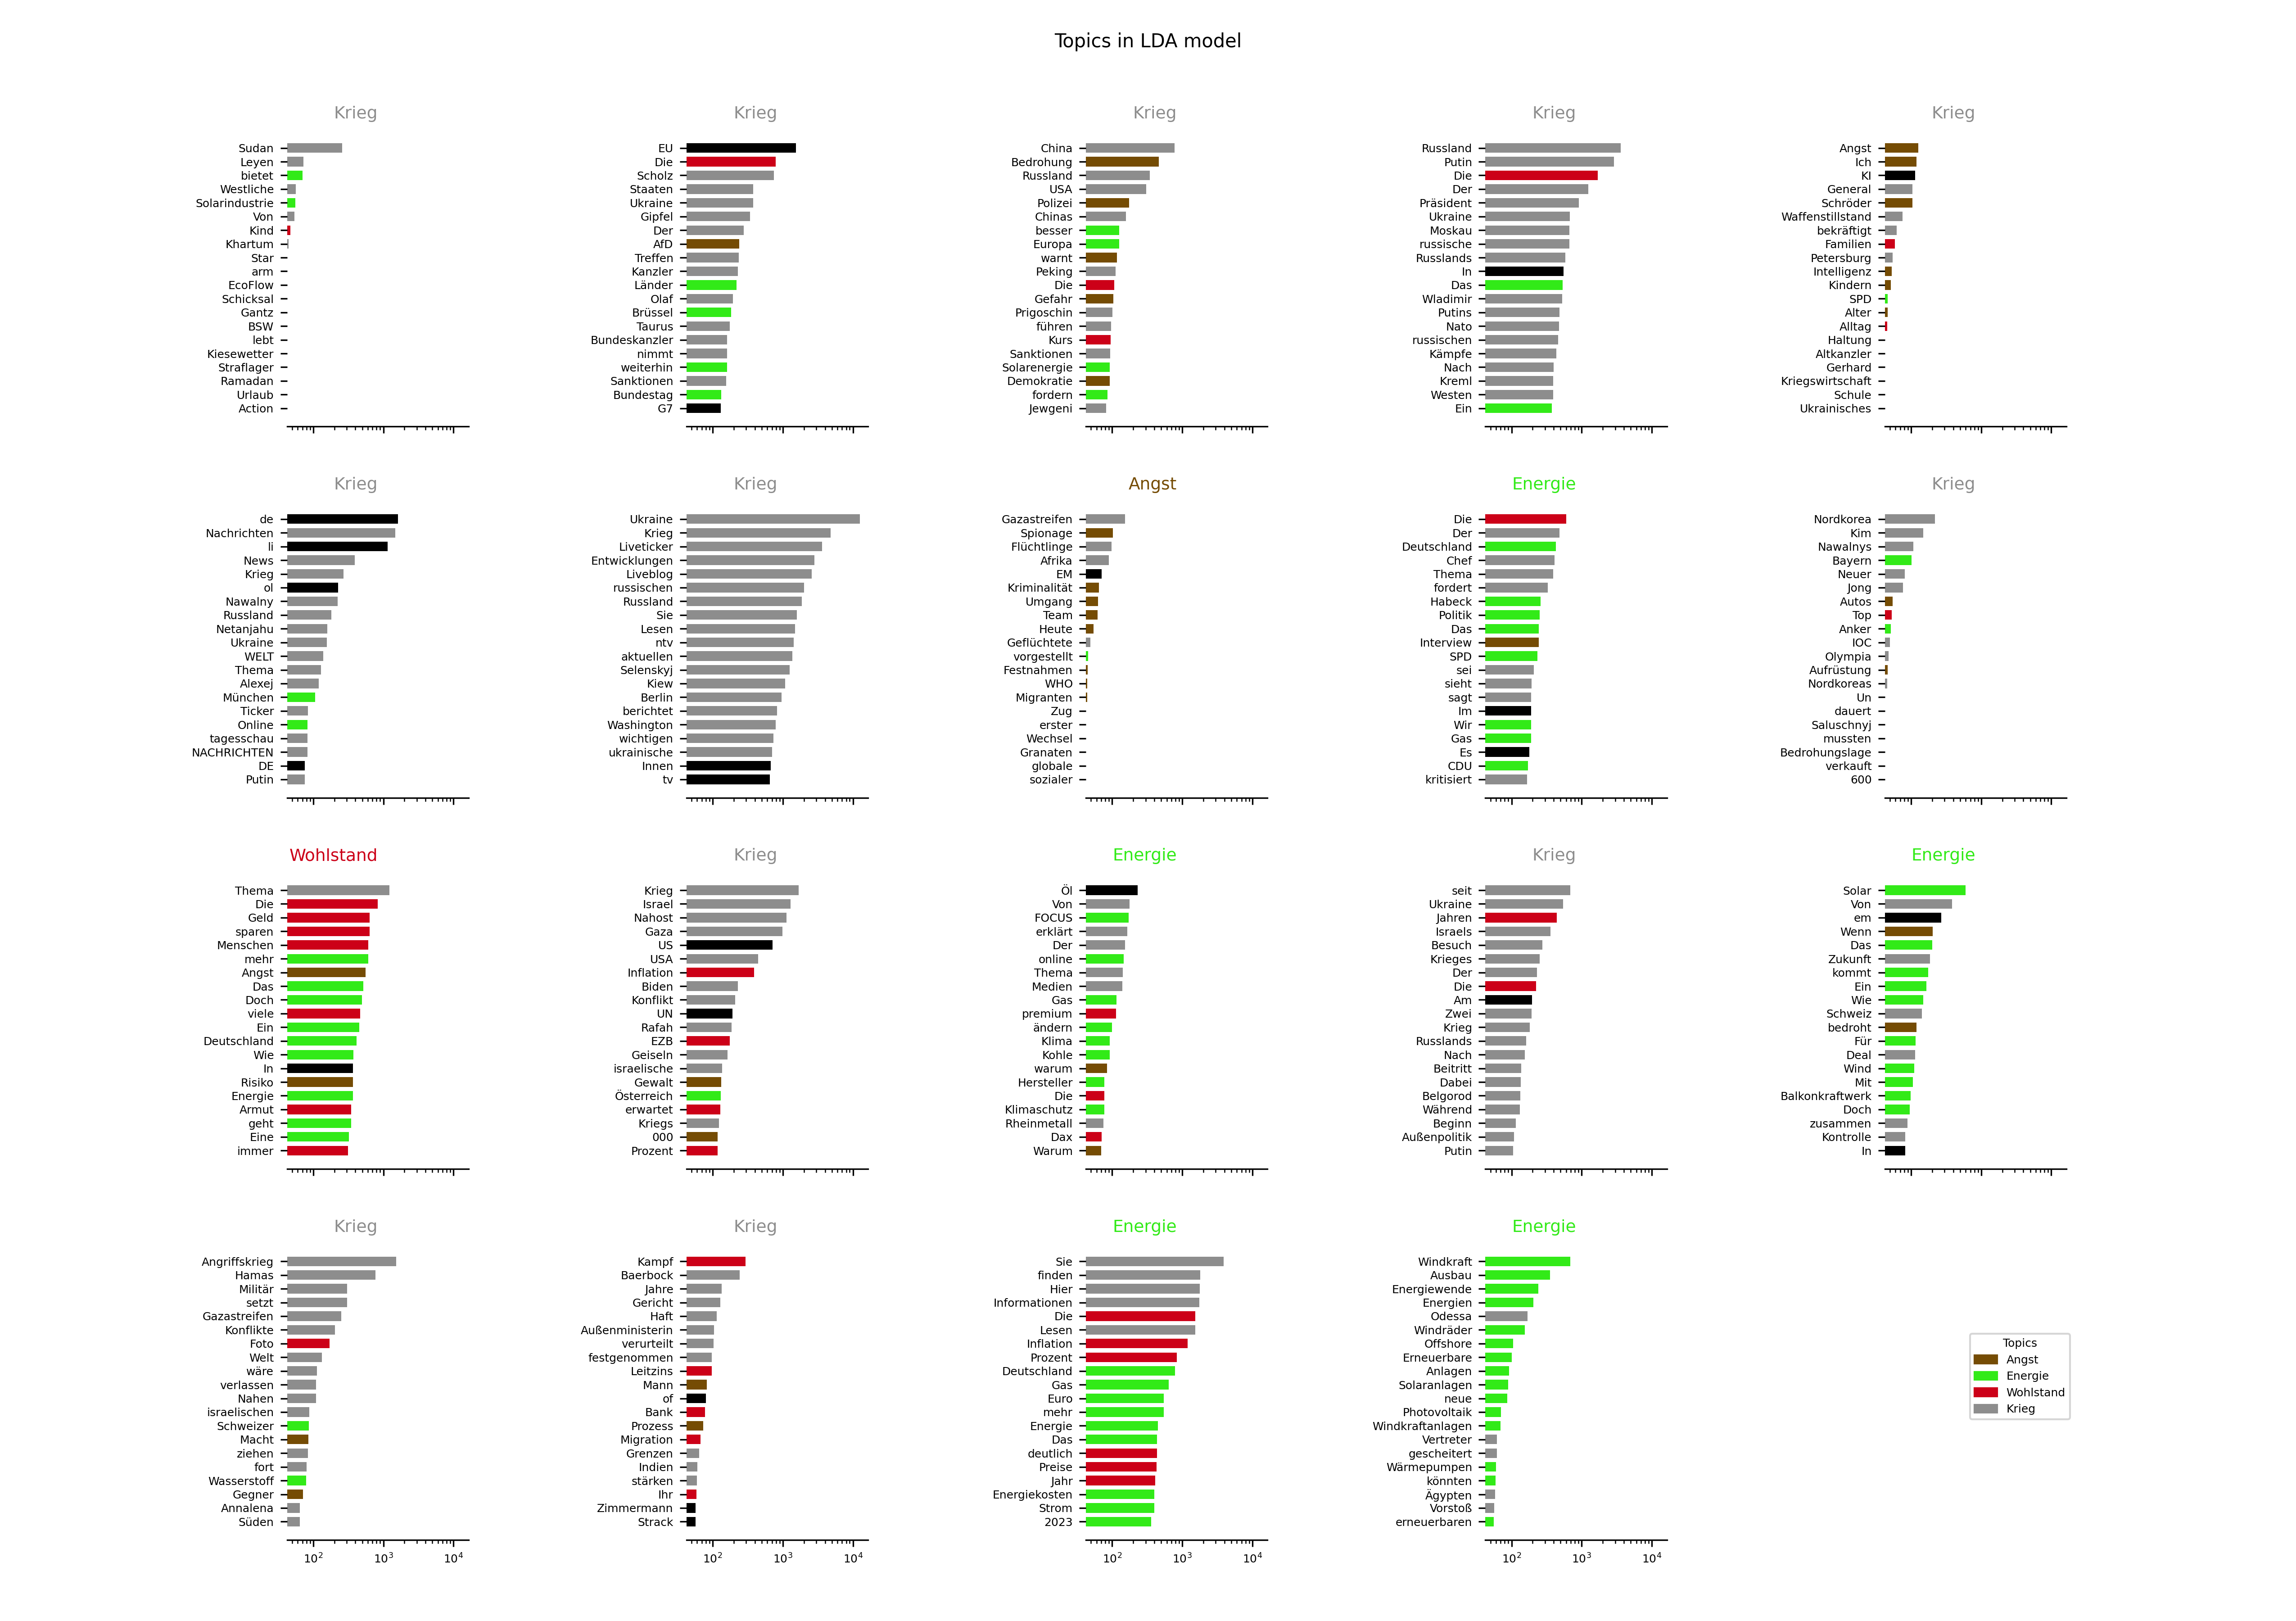 Topics in LDA model
Krieg
Sudan
Leyen
bietet
Westliche
Solarindustrie
Von
Kind
Khartum
Star
arm
EcoFlow
Schicksal
Gantz
BSW
lebt
Kiesewetter
Straflager
Ramadan
Urlaub
Action
Krieg
EU
Die
Scholz
Staaten
Ukraine
Gipfel
Der
AfD
Treffen
Kanzler
Länder
Olaf
Brüssel
Taurus
Bundeskanzler
nimmt
weiterhin
Sanktionen
Bundestag
G7
Krieg
China
Bedrohung
Russland
USA
Polizei
Chinas
besser
Europa
warnt
Peking
Die
Gefahr
Prigoschin
führen
Kurs
Sanktionen
Solarenergie
Demokratie
fordern
Jewgeni
Krieg
Russland
Putin
Die
Der
Präsident
Ukraine
Moskau
russische
Russlands
In
Das
Wladimir
Putins
Nato
russischen
Kämpfe
Nach
Kreml
Westen
Ein
Krieg
Angst
Ich
KI
General
Schröder
Waffenstillstand
bekräftigt
Familien
Petersburg
Intelligenz
Kindern
SPD
Alter
Alltag
Haltung
Altkanzler
Gerhard
Kriegswirtschaft
Schule
Ukrainisches
Krieg
de
Nachrichten
li
News
Krieg
ol
Nawalny
Russland
Netanjahu
Ukraine
WELT
Thema
Alexej
München
Ticker
Online
tagesschau
NACHRICHTEN
DE
Putin
Krieg
Ukraine
Krieg
Liveticker
Entwicklungen
Liveblog
russischen
Russland
Sie
Lesen
ntv
aktuellen
Selenskyj
Kiew
Berlin
berichtet
Washington
wichtigen
ukrainische
Innen
tv
Angst
Gazastreifen
Spionage
Flüchtlinge
Afrika
EM
Kriminalität
Umgang
Team
Heute
Geflüchtete
vorgestellt
Festnahmen
WHO
Migranten
Zug
erster
Wechsel
Granaten
globale
sozialer
Energie
Die
Der
Deutschland
Chef
Thema
fordert
Habeck
Politik
Das
Interview
SPD
sei
sieht
sagt
Im
Wir
Gas
Es
CDU
kritisiert
Krieg
Nordkorea
Kim
Nawalnys
Bayern
Neuer
Jong
Autos
Top
Anker
IOC
Olympia
Aufrüstung
Nordkoreas
Un
dauert
Saluschnyj
mussten
Bedrohungslage
verkauft
600
Wohlstand
Thema
Die
Geld
sparen
Menschen
mehr
Angst
Das
Doch
viele
Ein
Deutschland
Wie
In
Risiko
Energie
Armut
geht
Eine
immer
Krieg
Krieg
Israel
Nahost
Gaza
US
USA
Inflation
Biden
Konflikt
UN
Rafah
EZB
Geiseln
israelische
Gewalt
Österreich
erwartet
Kriegs
000
Prozent
Energie
Öl
Von
FOCUS
erklärt
Der
online
Thema
Medien
Gas
premium
ändern
Klima
Kohle
warum
Hersteller
Die
Klimaschutz
Rheinmetall
Dax
Warum
Krieg
seit
Ukraine
Jahren
Israels
Besuch
Krieges
Der
Die
Am
Zwei
Krieg
Russlands
Nach
Beitritt
Dabei
Belgorod
Während
Beginn
Außenpolitik
Putin
Energie
Solar
Von
em
Wenn
Das
Zukunft
kommt
Ein
Wie
Schweiz
bedroht
Für
Deal
Wind
Mit
Balkonkraftwerk
Doch
zusammen
Kontrolle
In
Krieg
Angriffskrieg
Hamas
Militär
setzt
Gazastreifen
Konflikte
Foto
Welt
wäre
verlassen
Nahen
israelischen
Schweizer
Macht
ziehen
fort
Wasserstoff
Gegner
Annalena
Süden
10² 10³ 10⁴
Krieg
Kampf
Baerbock
Jahre
Gericht
Haft
Außenministerin
verurteilt
festgenommen
Leitzins
Mann
of
Bank
Prozess
Migration
Grenzen
Indien
stärken
Ihr
Zimmermann
Strack
10² 10³ 10⁴
Energie
Sie
finden
Hier
Informationen
Die
Lesen
Inflation
Prozent
Deutschland
Gas
Euro
mehr
Energie
Das
deutlich
Preise
Jahr
Energiekosten
Strom
2023
10² 10³ 10⁴
Energie
Windkraft
Ausbau
Energiewende
Energien
Odessa
Windräder
Offshore
Erneuerbare
Anlagen
Solaranlagen
neue
Photovoltaik
Windkraftanlagen
Vertreter
gescheitert
Wärmepumpen
könnten
Ägypten
Vorstoß
erneuerbaren
10² 10³ 10⁴
Topics
Angst
Energie
Wohlstand
Krieg